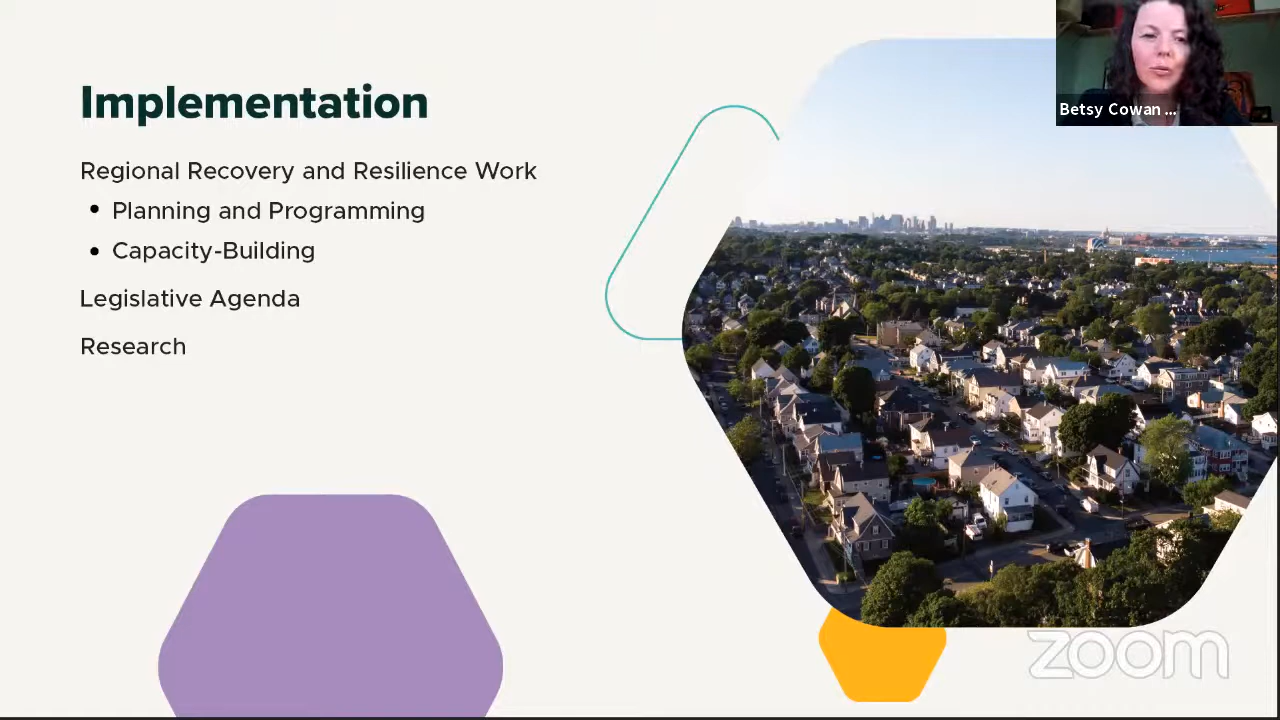 Implementation
Regional Recovery and Resilience Work
• Planning and Programming
• Capacity-Building
Legislative Agenda
Research
Betsy Cowan ...
zoom